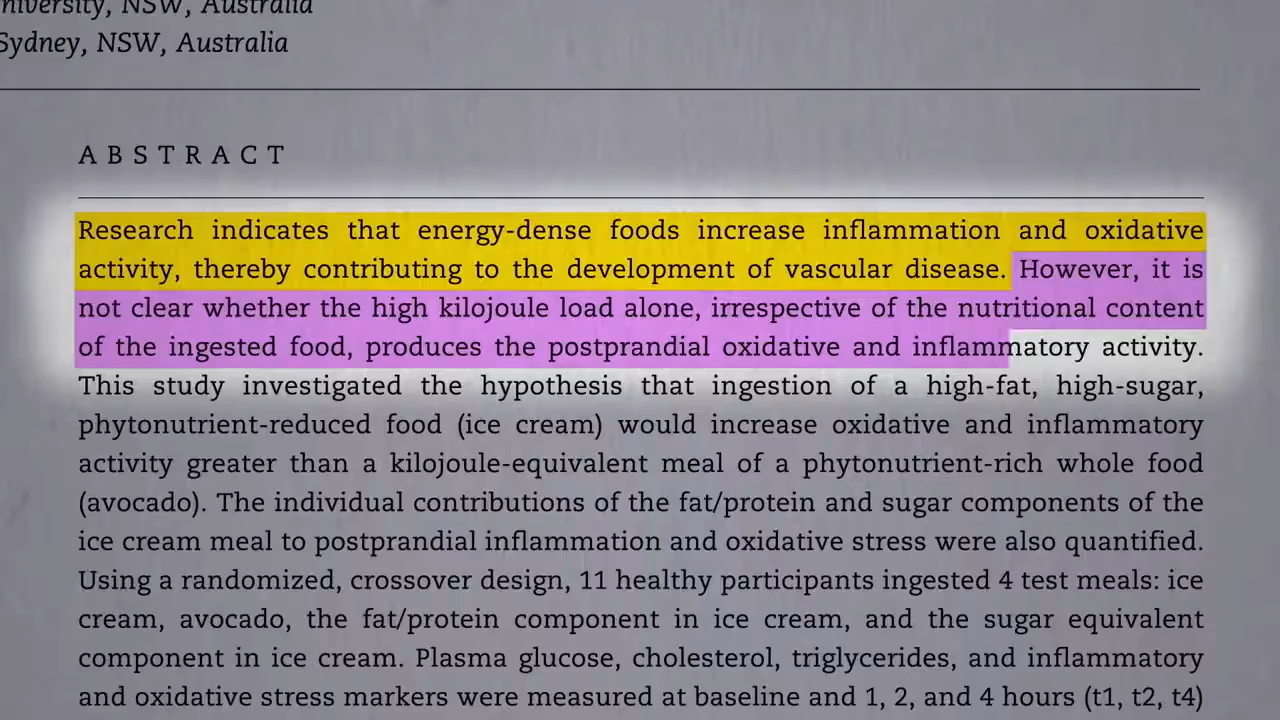 NSW, Australia
Sydney, NSW, Australia
ABSTRACT
Research indicates that energy-dense foods increase inflammation and oxidative
activity, thereby contributing to the development of vascular disease. However, it is
not clear whether the high kilojoule load alone, irrespective of the nutritional content
of the ingested food, produces the postprandial oxidative and inflammatory activity.
This study investigated the hypothesis that ingestion of a high-fat, high-sugar,
phytonutrient-reduced food (ice cream) would increase oxidative and inflammatory
activity greater than a kilojoule-equivalent meal of a phytonutrient-rich whole food
(avocado). The individual contributions of the fat/protein and sugar components of the
ice cream meal to postprandial inflammation and oxidative stress were also quantified.
Using a randomized, crossover design, 11 healthy participants ingested 4 test meals: ice
cream, avocado, the fat/protein component in ice cream, and the sugar equivalent
component in ice cream. Plasma glucose, cholesterol, triglycerides, and inflammatory
and oxidative stress markers were measured at baseline and 1, 2, and 4 hours (t1, t2, t4)